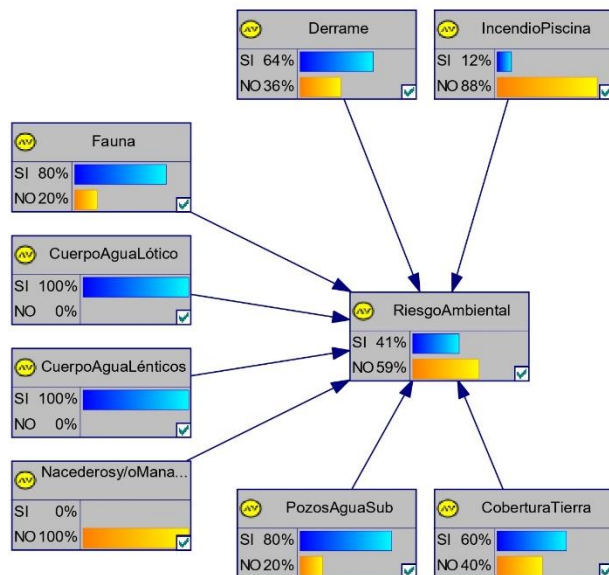 Derrame
SI 64%
NO 36%
IncendioPiscina
SI 12%
NO 88%
Fauna
SI 80%
NO 20%
CuerpoAguaLótico
SI 100%
NO 0%
CuerpoAguaLénticos
SI 100%
NO 0%
Nacederosy/oMana...
SI 0%
NO 100%
RiesgoAmbiental
SI 41%
NO 59%
PozosAguaSub
SI 80%
NO 20%
CoberturaTierra
SI 60%
NO 40%